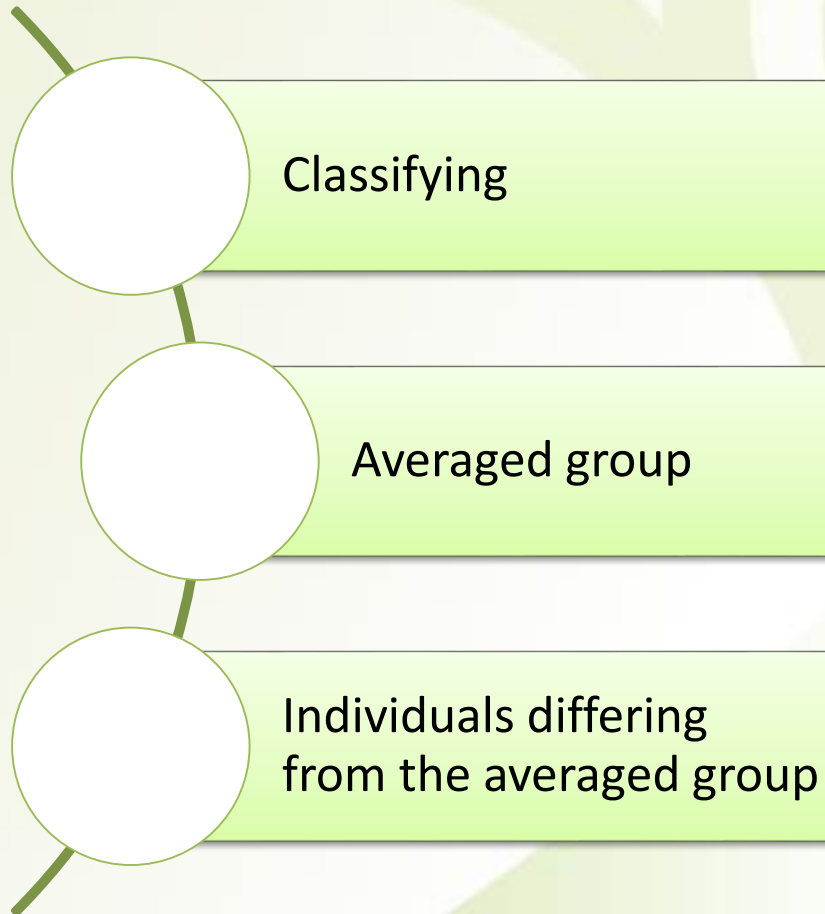 Classifying
Averaged group
Individuals differing
from the averaged group